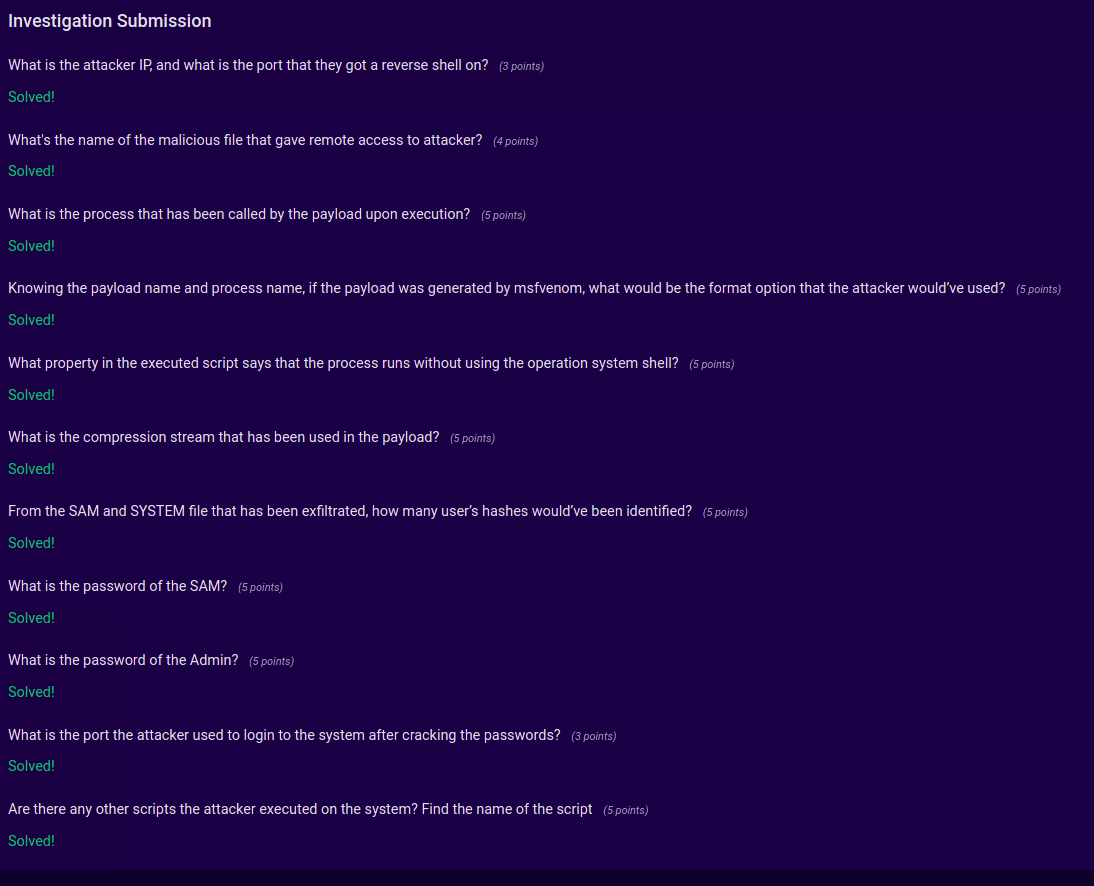 Investigation Submission
What is the attacker IP, and what is the port that they got a reverse shell on? (3 points)
Solved!
What's the name of the malicious file that gave remote access to attacker? (4 points)
Solved!
What is the process that has been called by the payload upon execution? (5 points)
Solved!
Knowing the payload name and process name, if the payload was generated by msfvenom, what would be the format option that the attacker would’ve used? (5 points)
Solved!
What property in the executed script says that the process runs without using the operation system shell? (5 points)
Solved!
What is the compression stream that has been used in the payload? (5 points)
Solved!
From the SAM and SYSTEM file that has been exfiltrated, how many user’s hashes would’ve been identified? (5 points)
Solved!
What is the password of the SAM? (5 points)
Solved!
What is the password of the Admin? (5 points)
Solved!
What is the port the attacker used to login to the system after cracking the passwords? (3 points)
Solved!
Are there any other scripts the attacker executed on the system? Find the name of the script (5 points)
Solved!